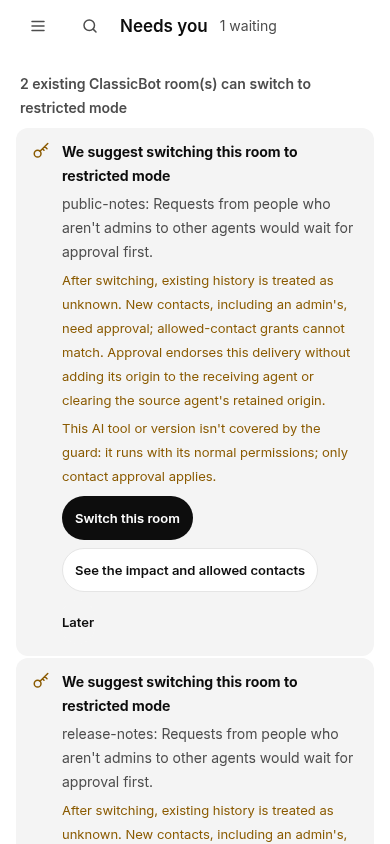 Needs you 1 waiting
2 existing ClassicBot room(s) can switch to
restricted mode
We suggest switching this room to
restricted mode
public-notes: Requests from people who
aren't admins to other agents would wait for
approval first.
After switching, existing history is treated as
unknown. New contacts, including an admin's,
need approval; allowed-contact grants cannot
match. Approval endorses this delivery without
adding its origin to the receiving agent or
clearing the source agent's retained origin.
This AI tool or version isn't covered by the
guard: it runs with its normal permissions; only
contact approval applies.
Switch this room
See the impact and allowed contacts
Later
We suggest switching this room to
restricted mode
release-notes: Requests from people who
aren't admins to other agents would wait for
approval first.
After switching, existing history is treated as
unknown. New contacts, including an admin's,